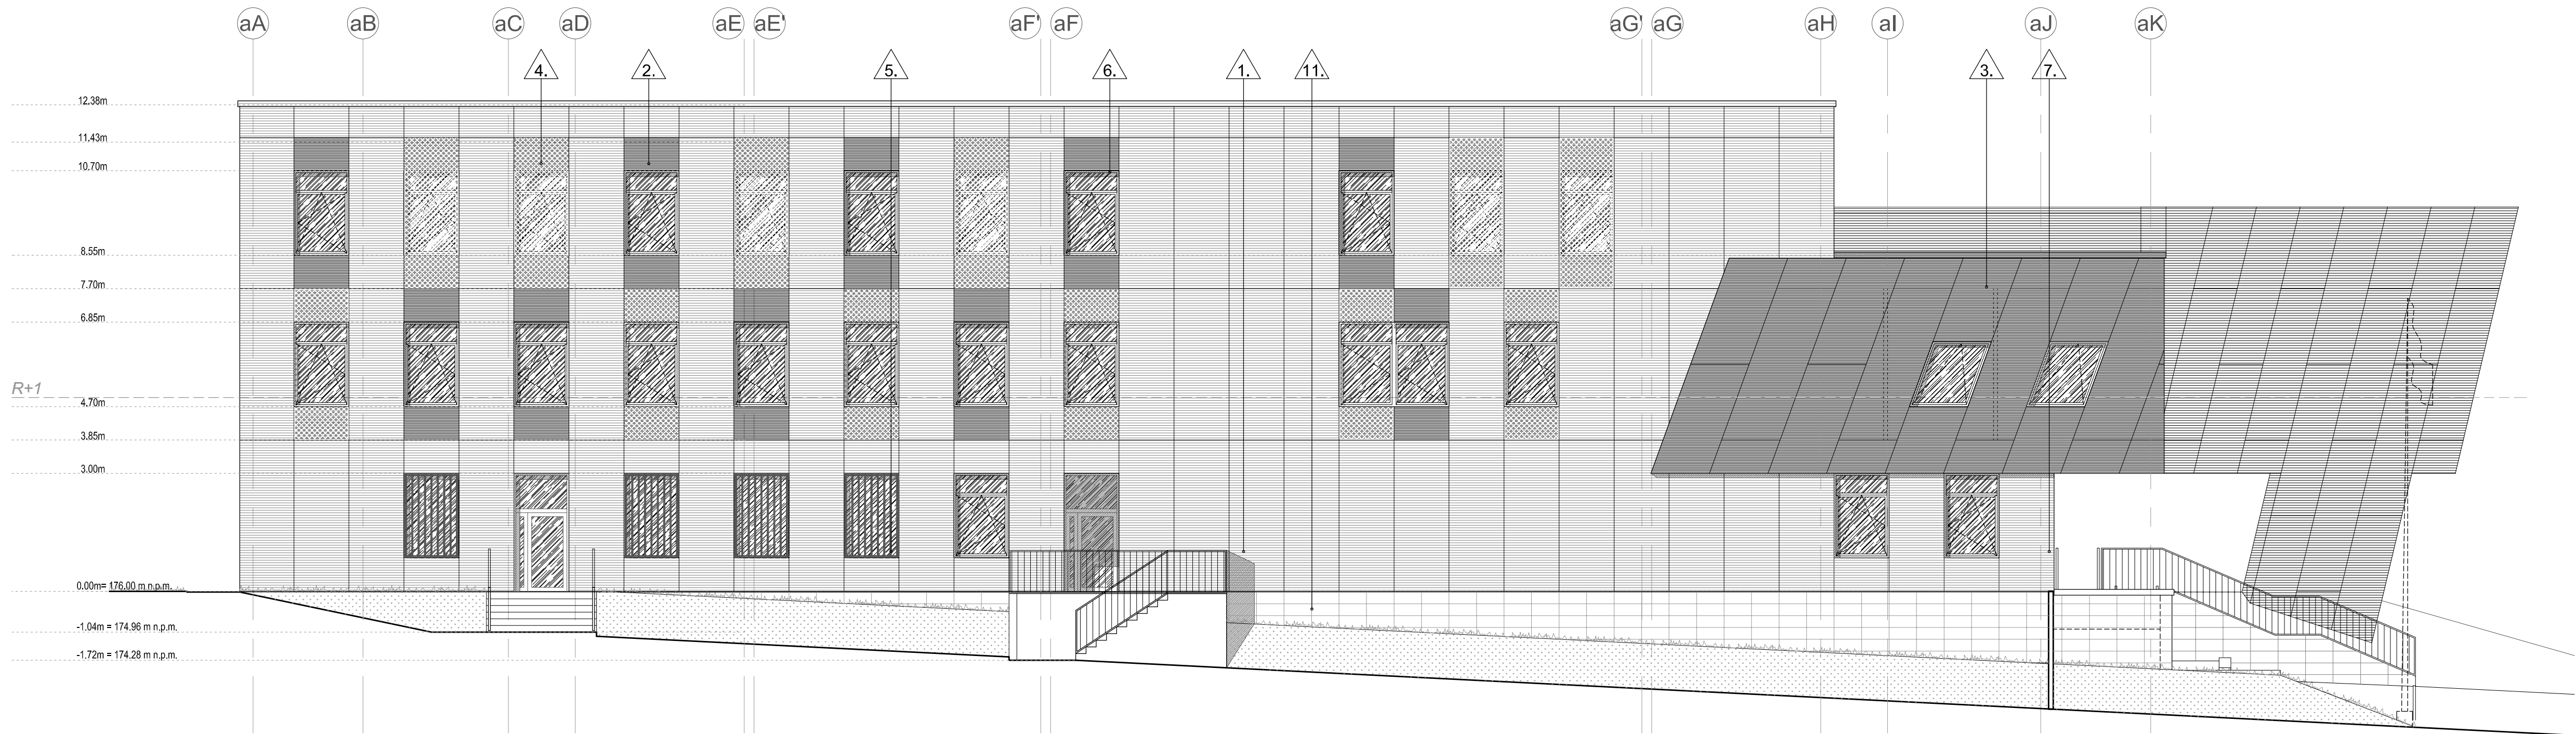 aA aB aC aD aE aE' aF' aF aG' aG aH aI aJ aK
4. 2. 5. 6. 1. 11. 3. 7.
12.38m
11.43m
10.70m
8.55m
7.70m
6.85m
R+1
4.70m
3.85m
3.00m
0.00m= 176.00 m n.p.m.
-1.04m = 174.96 m n.p.m.
-1.72m = 174.28 m n.p.m.